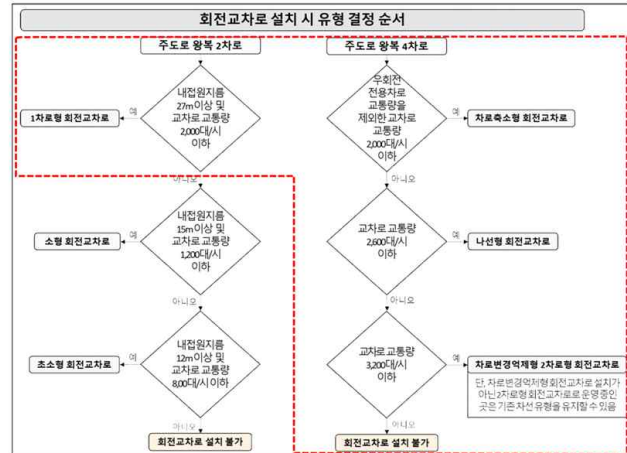 회전교차로 설치 시 유형 결정 순서
주도로 왕복 2차로
내접원지름
27m 이상 및
교차로 교통량
2,000대/시
이하
예
1차로형 회전교차로
아니오
내접원지름
15m 이상 및
교차로 교통량
1,200대/시
이하
예
소형 회전교차로
아니오
내접원지름
12m 이상 및
교차로 교통량
8,00대/시 이하
예
초소형 회전교차로
아니오
회전교차로 설치 불가
주도로 왕복 4차로
우회전
전용차로
교통량을
제외한 교차로
교통량
2,000대/시
이하
예
차로축소형 회전교차로
아니오
교차로 교통량
2,600대/시
이하
예
나선형 회전교차로
아니오
교차로 교통량
3,200대/시
이하
예
차로변경억제형 2차로형 회전교차로
단, 차로변경억제형 회전교차로 설치가
아닌 2차로형 회전교차로로 운영 중인
곳은 기존 차선 유형을 유지할 수 있음
아니오
회전교차로 설치 불가